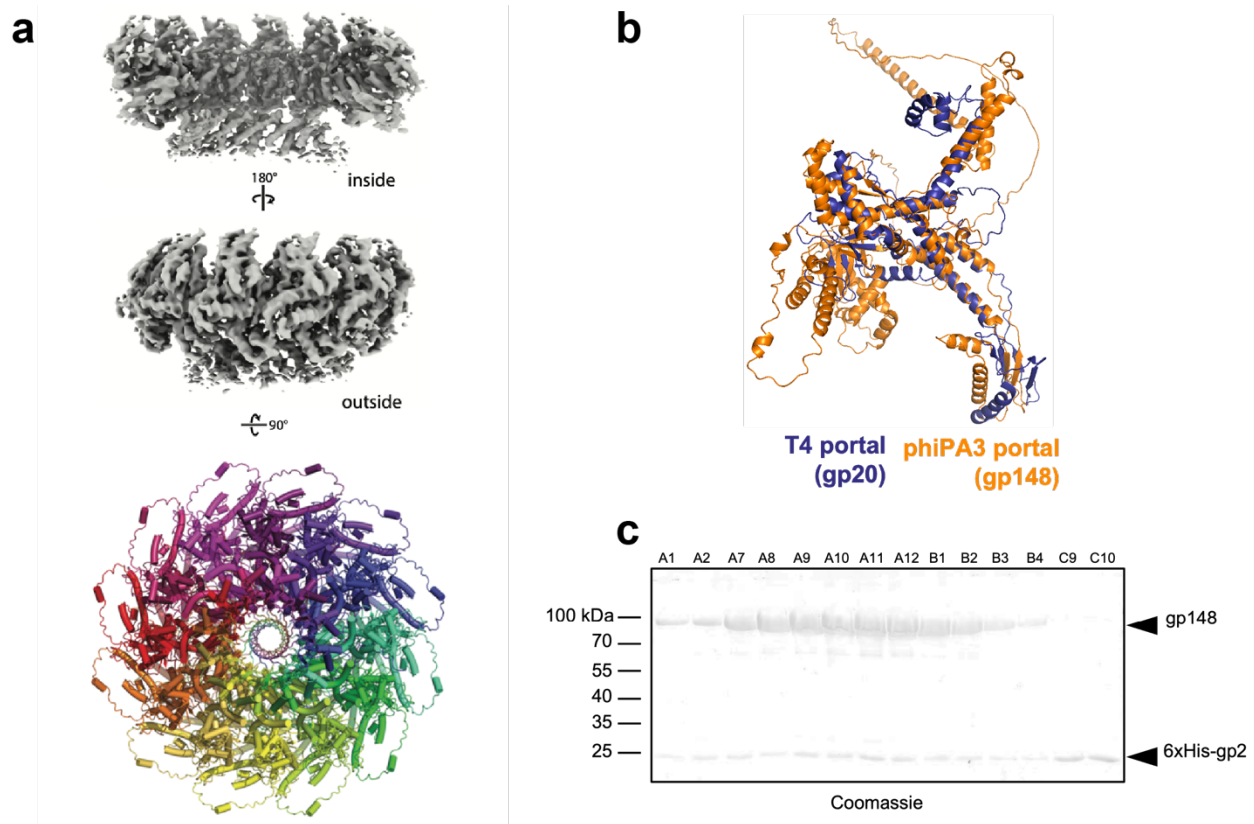 a
180°
inside
outside
90°
b
T4 portal
(gp20)
phiPA3 portal
(gp148)
c
A1 A2 A7 A8 A9 A10 A11 A12 B1 B2 B3 B4 C9 C10
100 kDa
gp148
70
55
40
35
25
6xHis-gp2
Coomassie